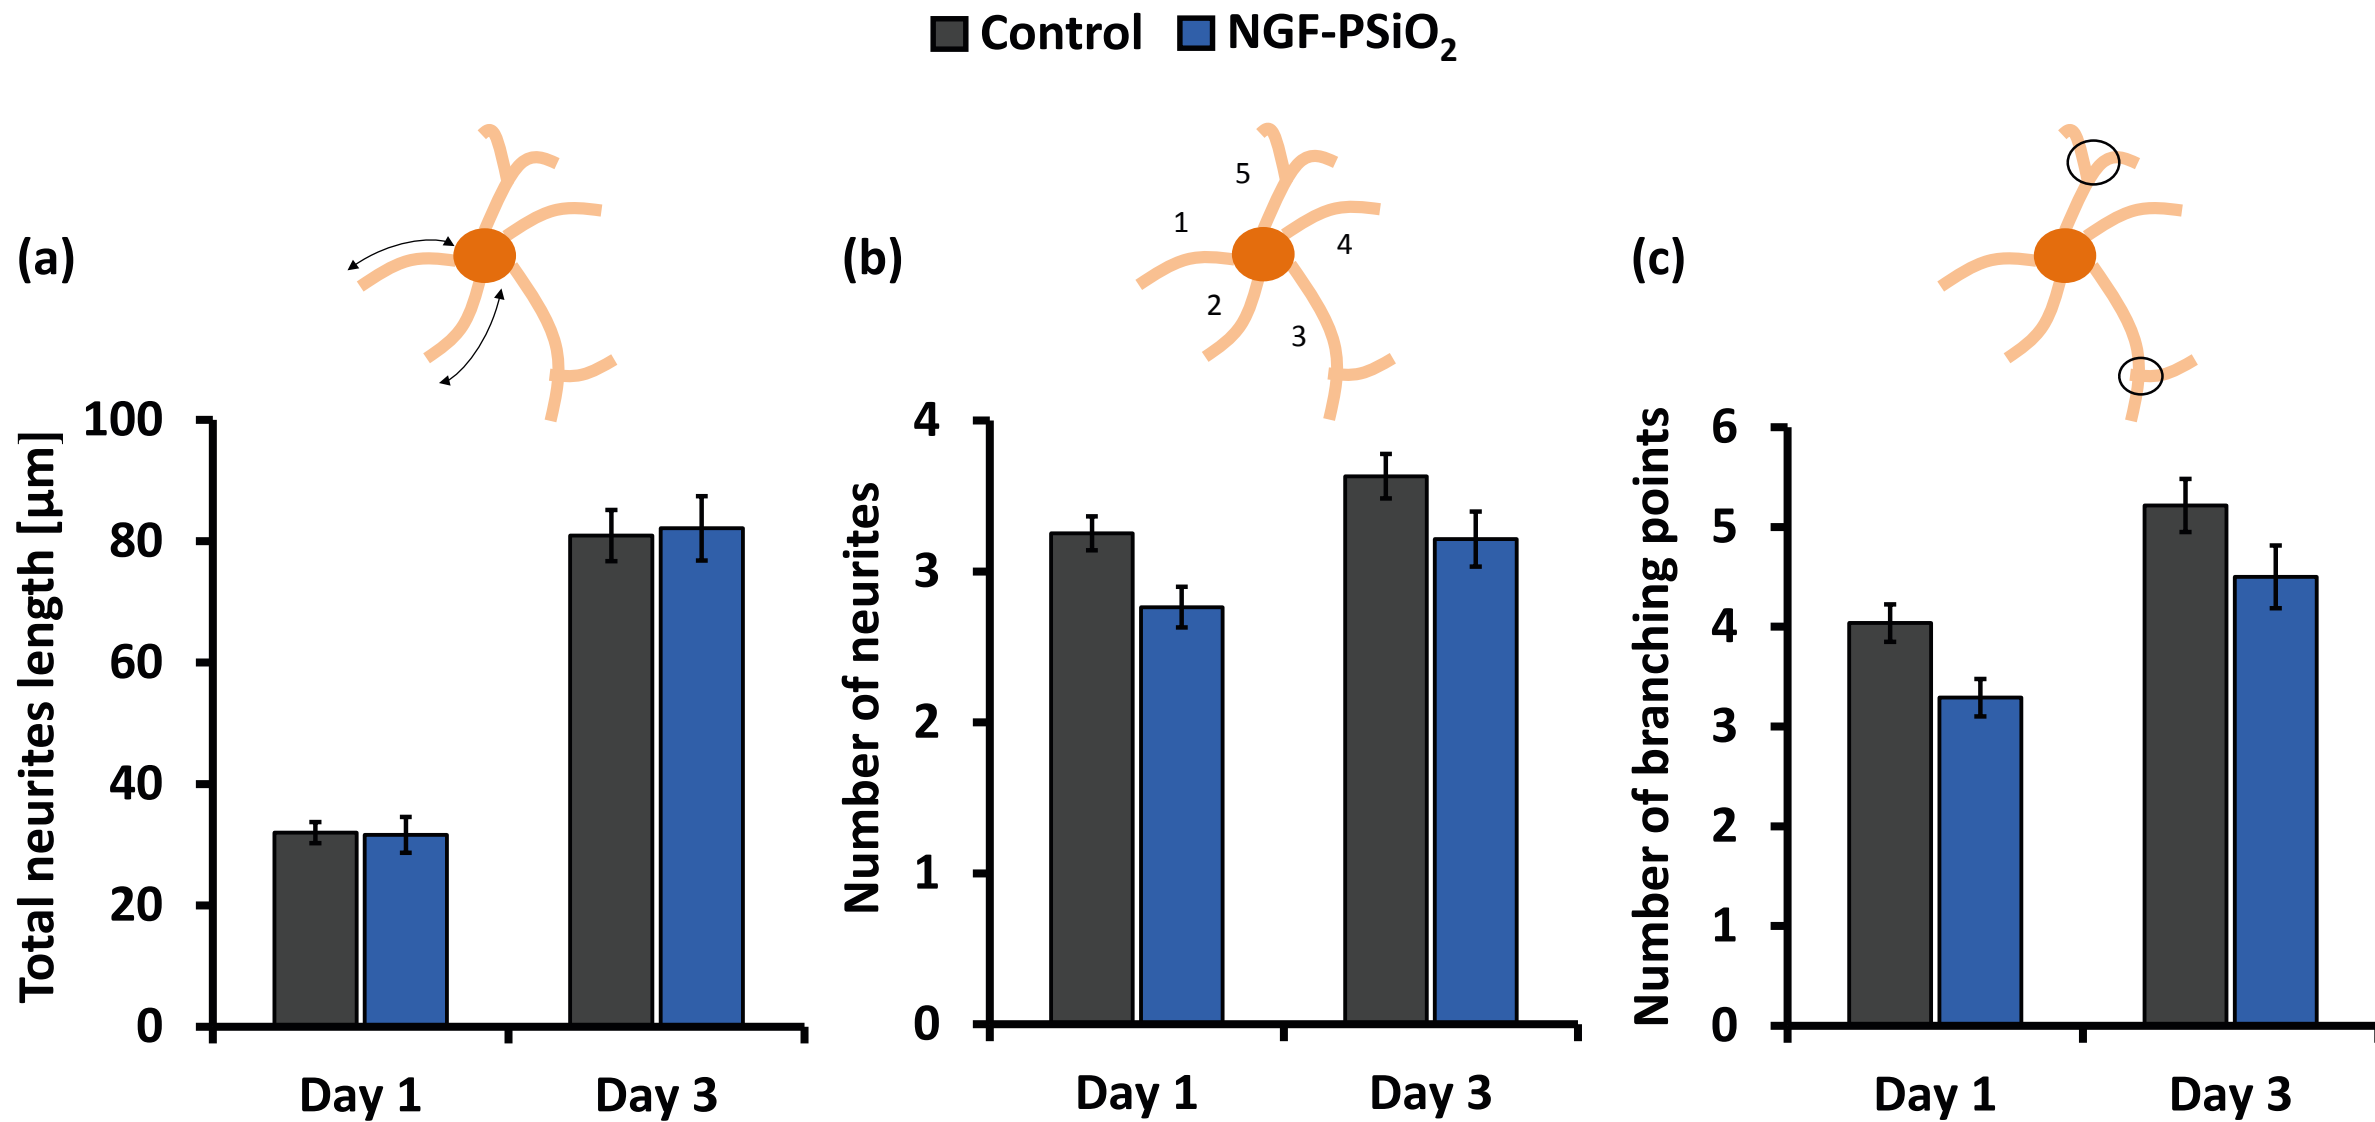 Control NGF-PSiO₂
(a)
Total neurites length [µm]
100
80
60
40
20
0
Day 1 Day 3
(b)
5
1
4
2
3
Number of neurites
4
3
2
1
0
Day 1 Day 3
(c)
Number of branching points
6
5
4
3
2
1
0
Day 1 Day 3